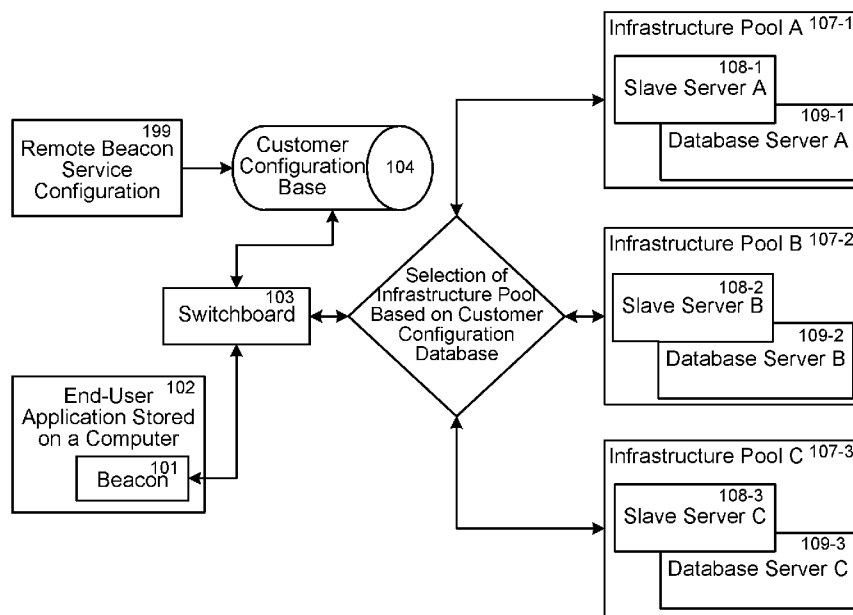 199
Remote Beacon
Service
Configuration
Customer
Configuration
Base
104
103
Switchboard
102
End-User
Application Stored
on a Computer
101
Beacon
Selection of
Infrastructure Pool
Based on Customer
Configuration
Database
Infrastructure Pool A 107-1
108-1
Slave Server A
109-1
Database Server A
Infrastructure Pool B 107-2
108-2
Slave Server B
109-2
Database Server B
Infrastructure Pool C 107-3
108-3
Slave Server C
109-3
Database Server C